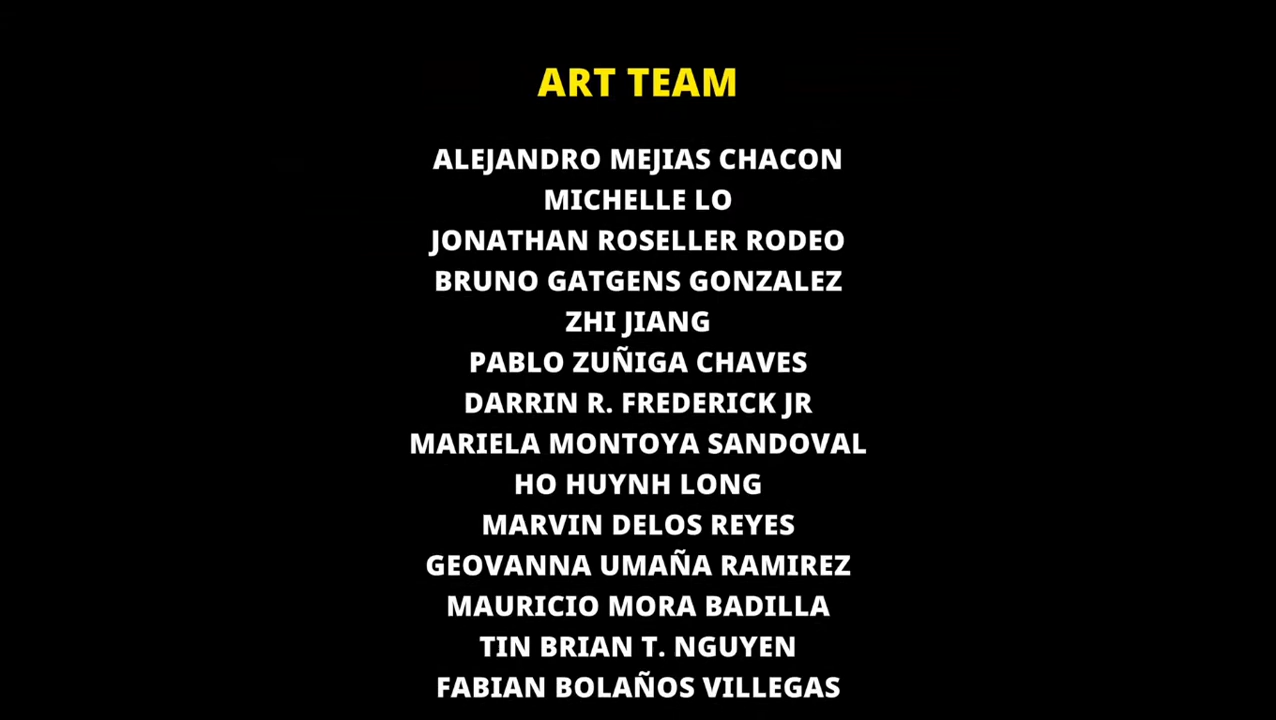 ART TEAM
ALEJANDRO MEJIAS CHACON
MICHELLE LO
JONATHAN ROSELLER RODEO
BRUNO GATGENS GONZALEZ
ZHI JIANG
PABLO ZUÑIGA CHAVES
DARRIN R. FREDERICK JR
MARIELA MONTOYA SANDOVAL
HO HUYNH LONG
MARVIN DELOS REYES
GEOVANNA UMAÑA RAMIREZ
MAURICIO MORA BADILLA
TIN BRIAN T. NGUYEN
FABIAN BOLAÑOS VILLEGAS